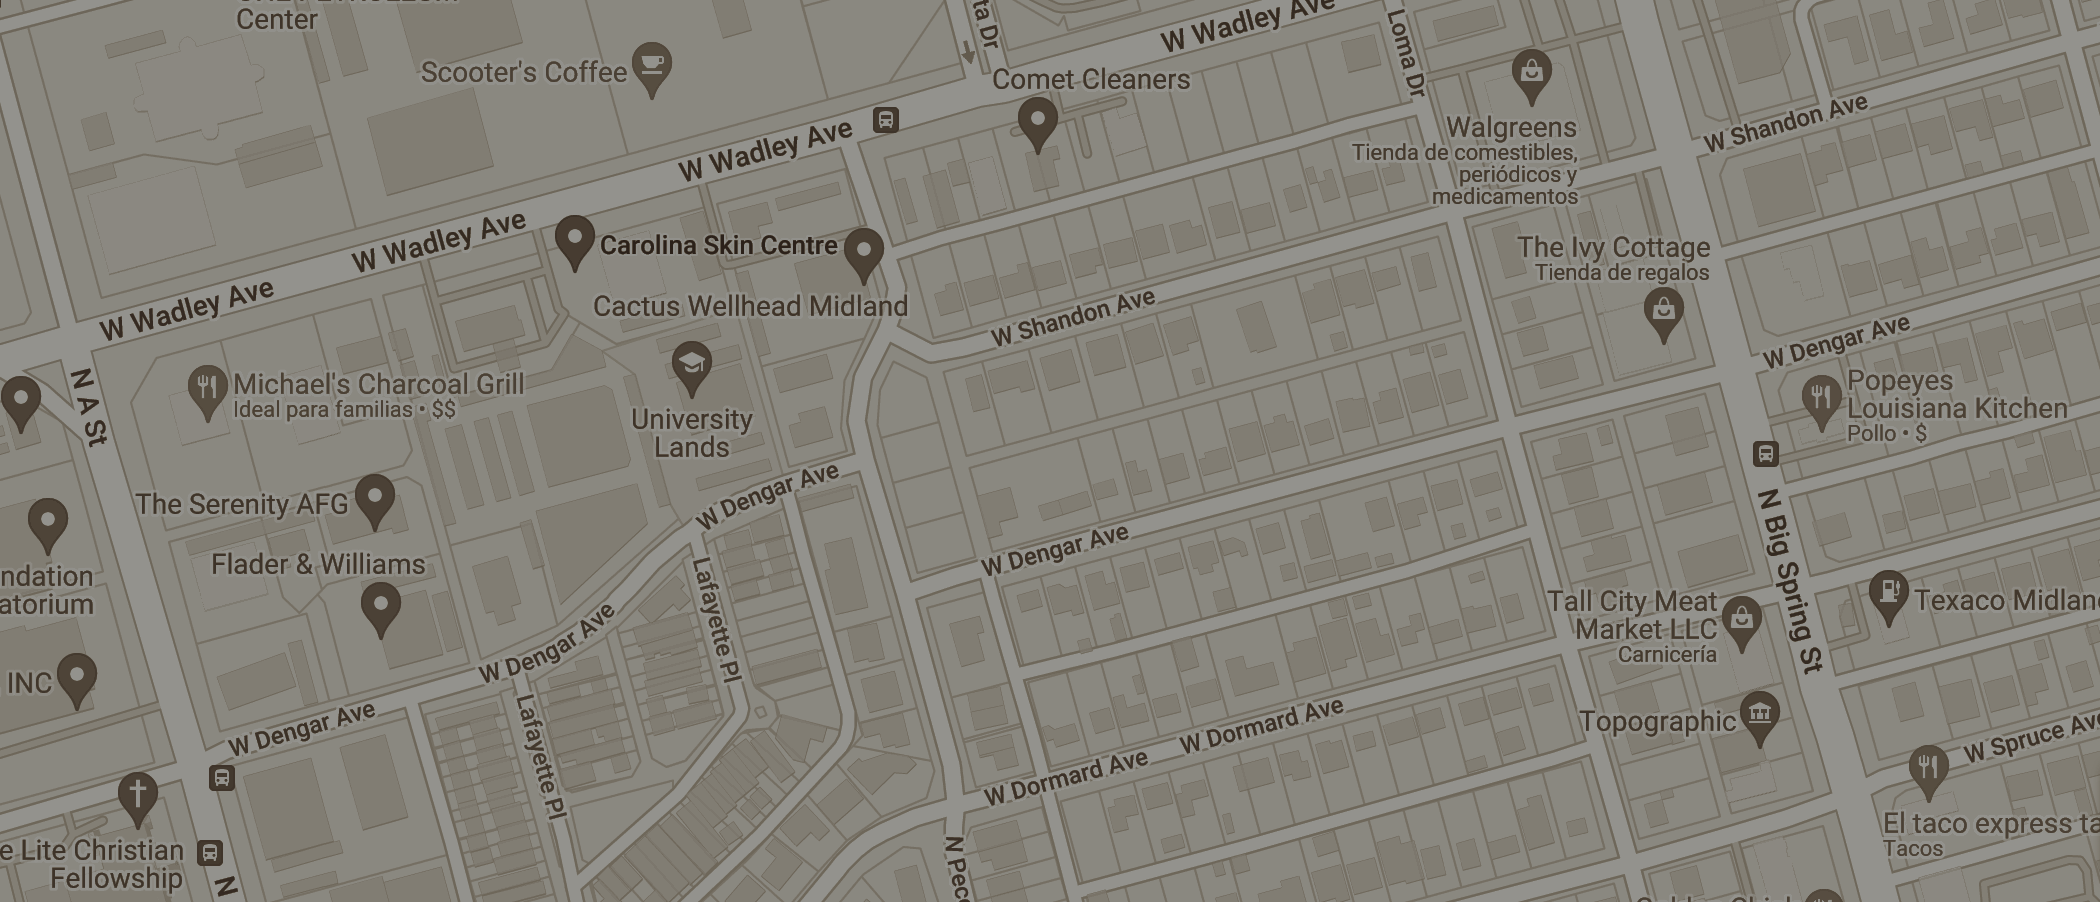 Center
Scooter's Coffee
ta Dr
W Wadley Ave
Loma Dr
Comet Cleaners
Walgreens
Tienda de comestibles,
periódicos y
medicamentos
W Shandon Ave
W Wadley Ave
W Wadley Ave
W Wadley Ave
Carolina Skin Centre
Cactus Wellhead Midland
The Ivy Cottage
Tienda de regalos
W Shandon Ave
W Dengar Ave
N A St
Michael's Charcoal Grill
Ideal para familias • $$
University
Lands
Popeyes
Louisiana Kitchen
Pollo • $
The Serenity AFG
W Dengar Ave
Flader & Williams
W Dengar Ave
N Big Spring St
ndation
atorium
Lafayette Pl
Tall City Meat
Market LLC
Carnicería
Texaco Midlan
INC
W Dengar Ave
W Dengar Ave
Lafayette Pl
W Dormard Ave
W Dormard Ave
Topographic
W Spruce Ave
e Lite Christian
Fellowship
N
N Peco
El taco express ta
Tacos